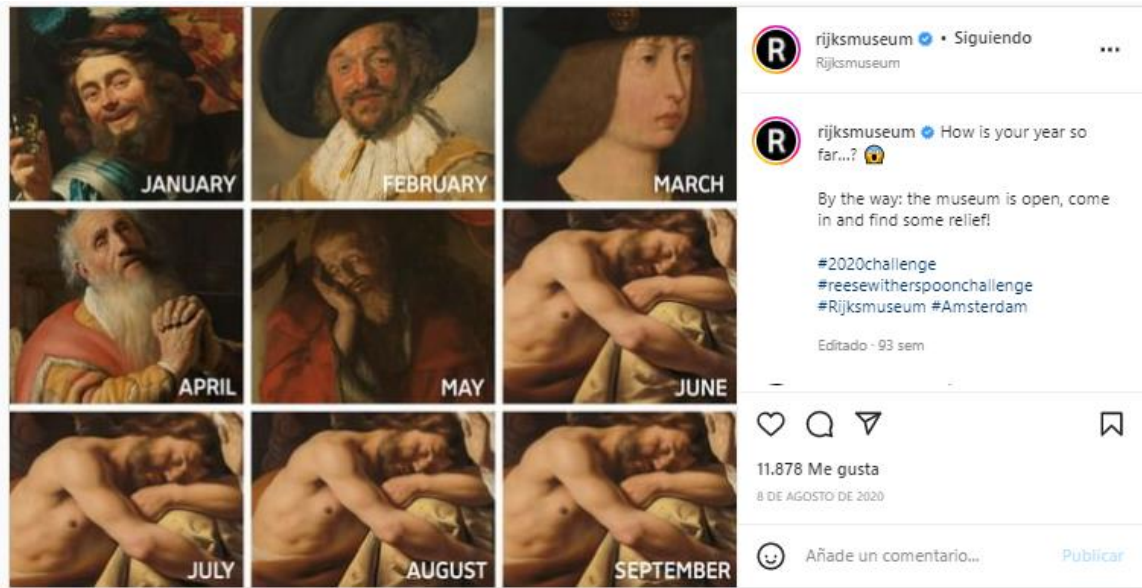 JANUARY
FEBRUARY
MARCH
APRIL
MAY
JUNE
JULY
AUGUST
SEPTEMBER
R
rijksmuseum • Siguiendo
Rijksmuseum
R
rijksmuseum How is your year so
far...? 😱
By the way: the museum is open, come
in and find some relief!
#2020challenge
#reesewitherspoonchallenge
#Rijksmuseum #Amsterdam
Editado · 93 sem
11.878 Me gusta
8 DE AGOSTO DE 2020
Añade un comentario...
Publicar